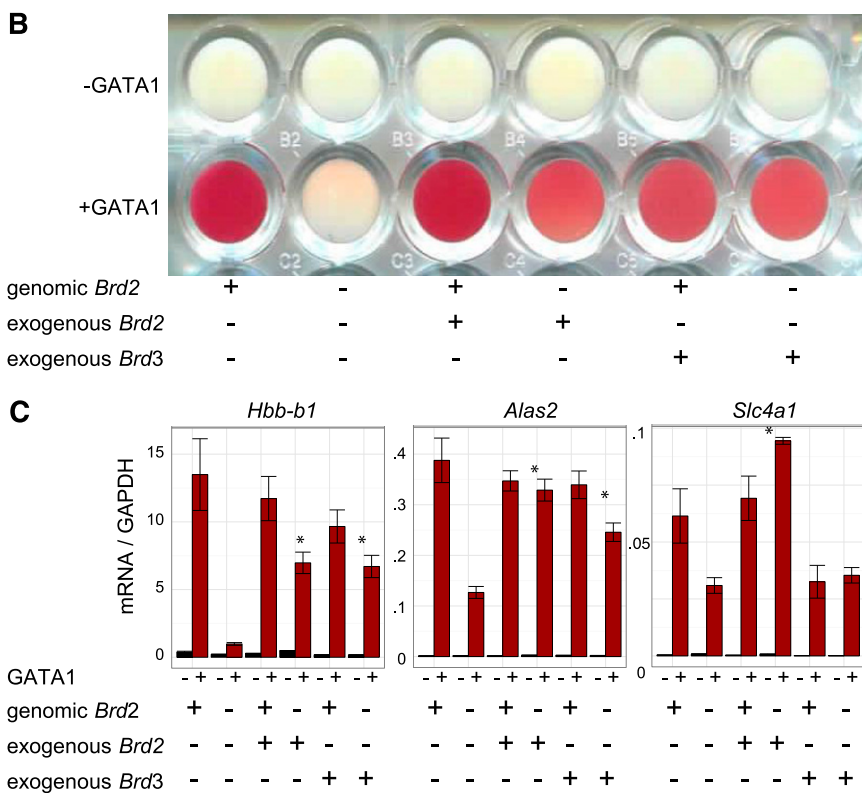 B
-GATA1
B2 B3 B4 B5
+GATA1
C2 C3 C4 C5
genomic Brd2 + - + - + -
exogenous Brd2 - - + + - -
exogenous Brd3 - - - - + +
C
Hbb-b1 Alas2 Slc4a1
mRNA / GAPDH
15 10 5 0
.4 .3 .2 .1 0
.1 .05 0
* * * * *
GATA1 - + - + - + - + - + - + - + - + - + - + - + - + - + - + - + - + - + - +
genomic Brd2 + - + - + - + - + - + - + - + - + -
exogenous Brd2 - - + + - - - - + + - - - - + + - -
exogenous Brd3 - - - - + + - - - - + + - - - - + +